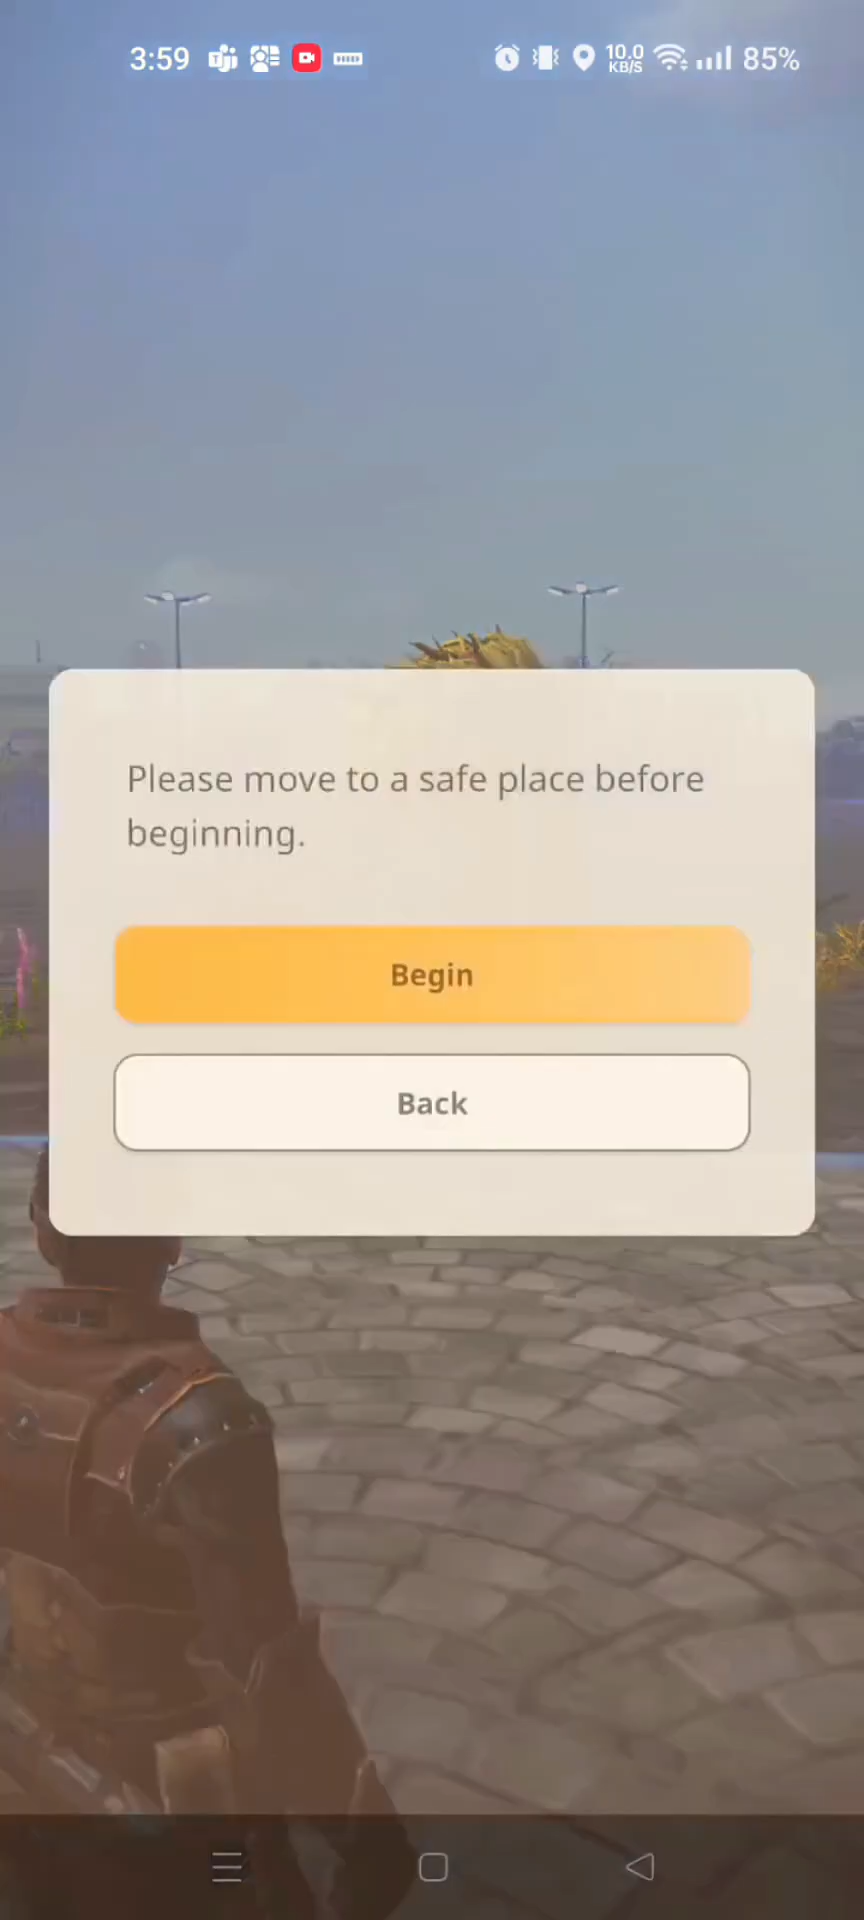 3:59
10.0
KB/S
85%
Please move to a safe place before
beginning.
Begin
Back